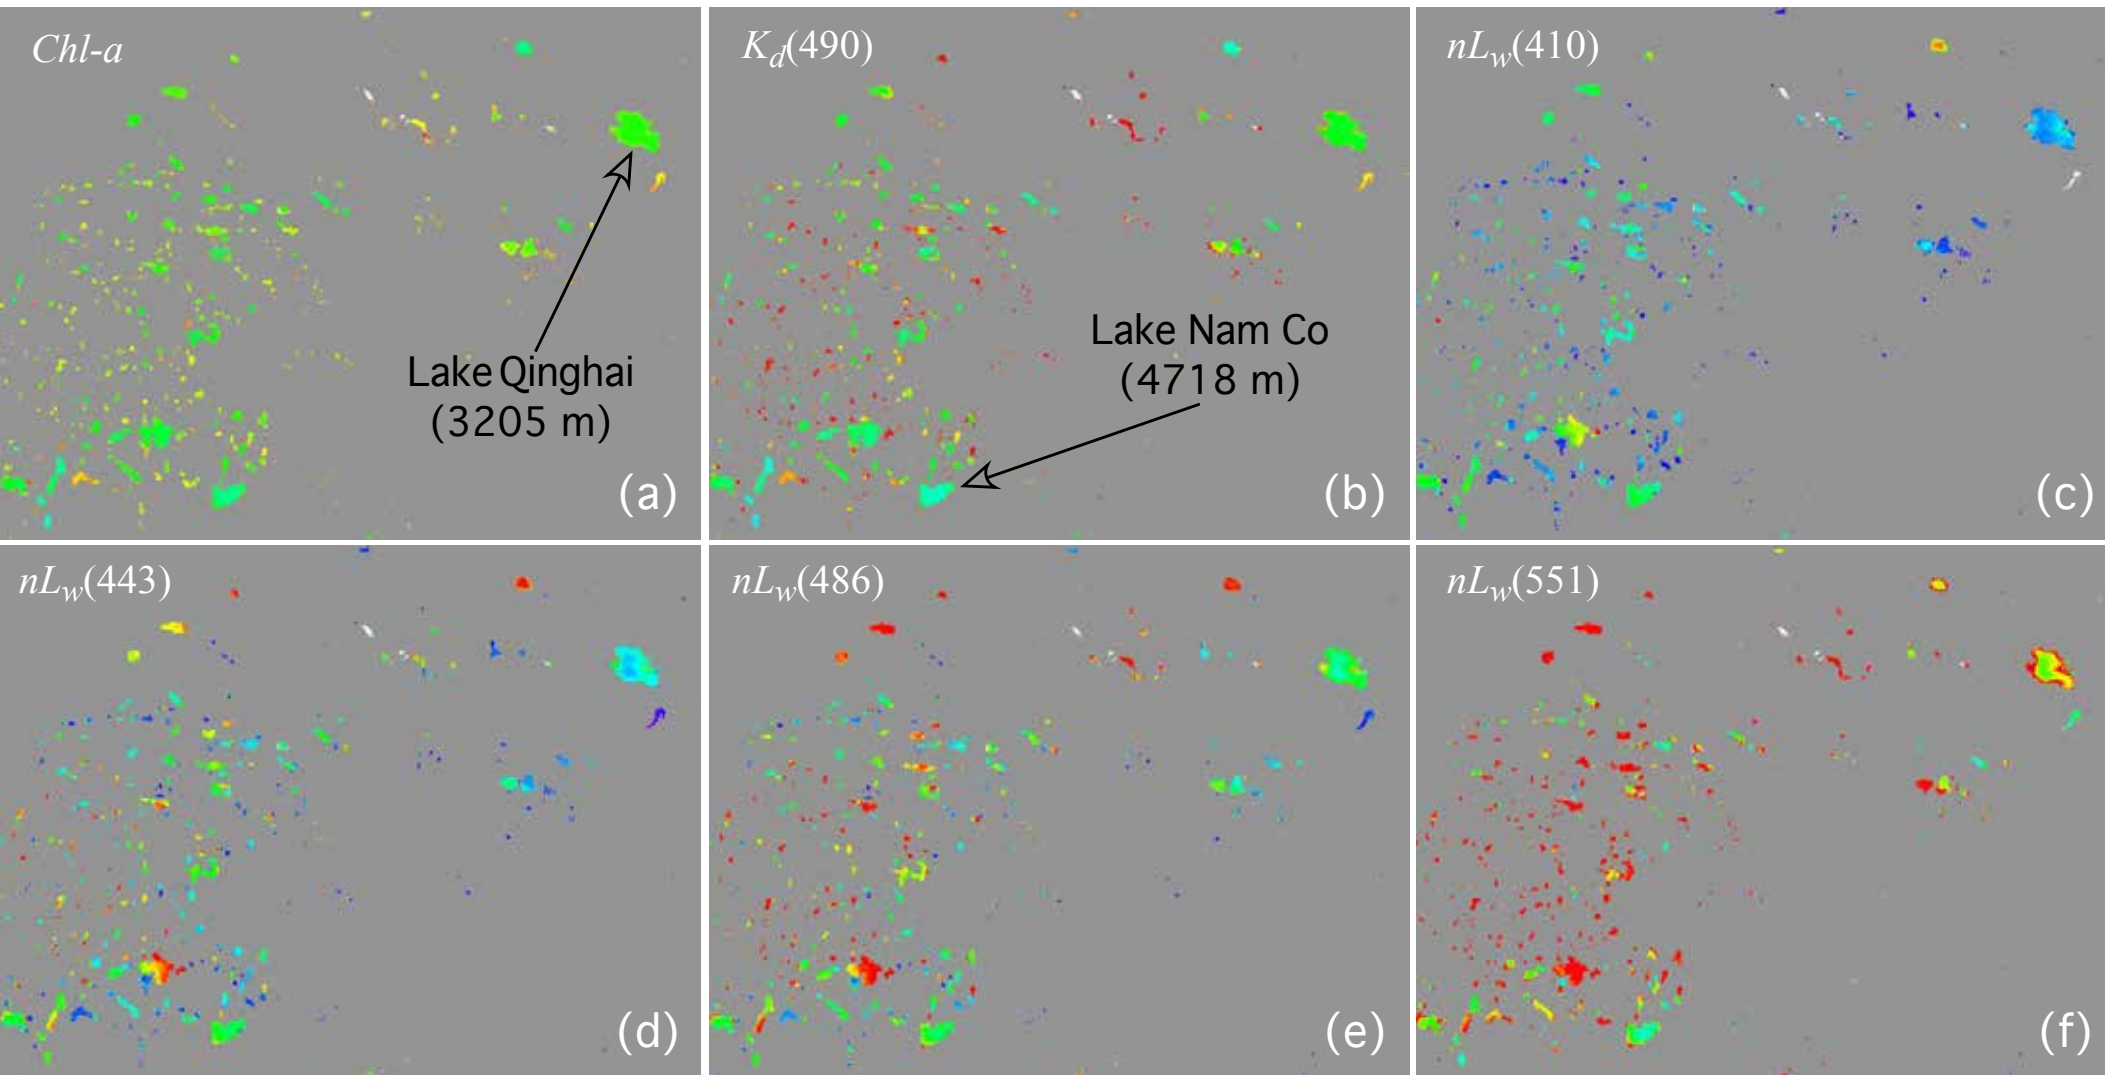 Chl-a
Lake Qinghai
(3205 m)
(a)
Kd(490)
Lake Nam Co
(4718 m)
(b)
nLw(410)
(c)
nLw(443)
(d)
nLw(486)
(e)
nLw(551)
(f)